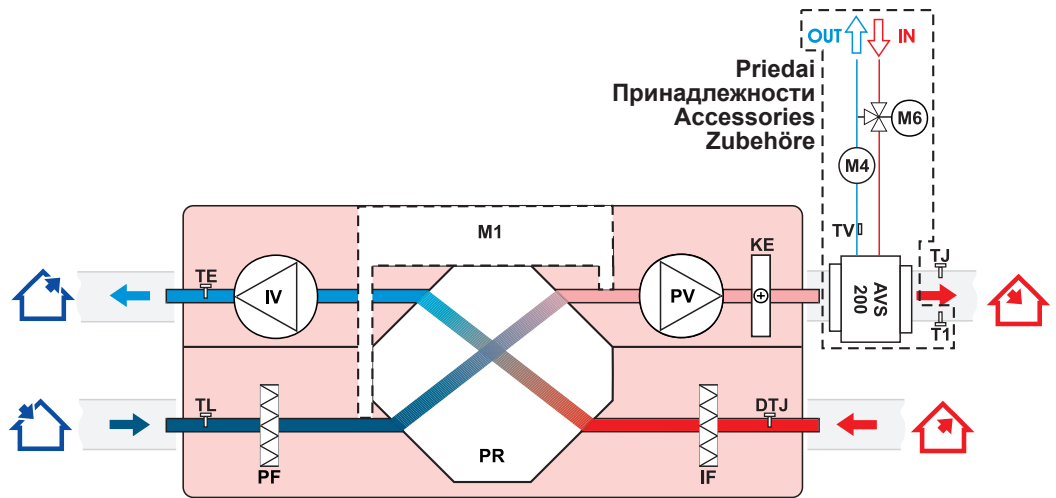 OUT IN
Priedai
Принадлежности
Accessories
Zubehöre
M6
M4
TV
M1
KE
TE
IV
PV
AVS
200
TJ
T1
TL
PF
PR
IF
DTJ